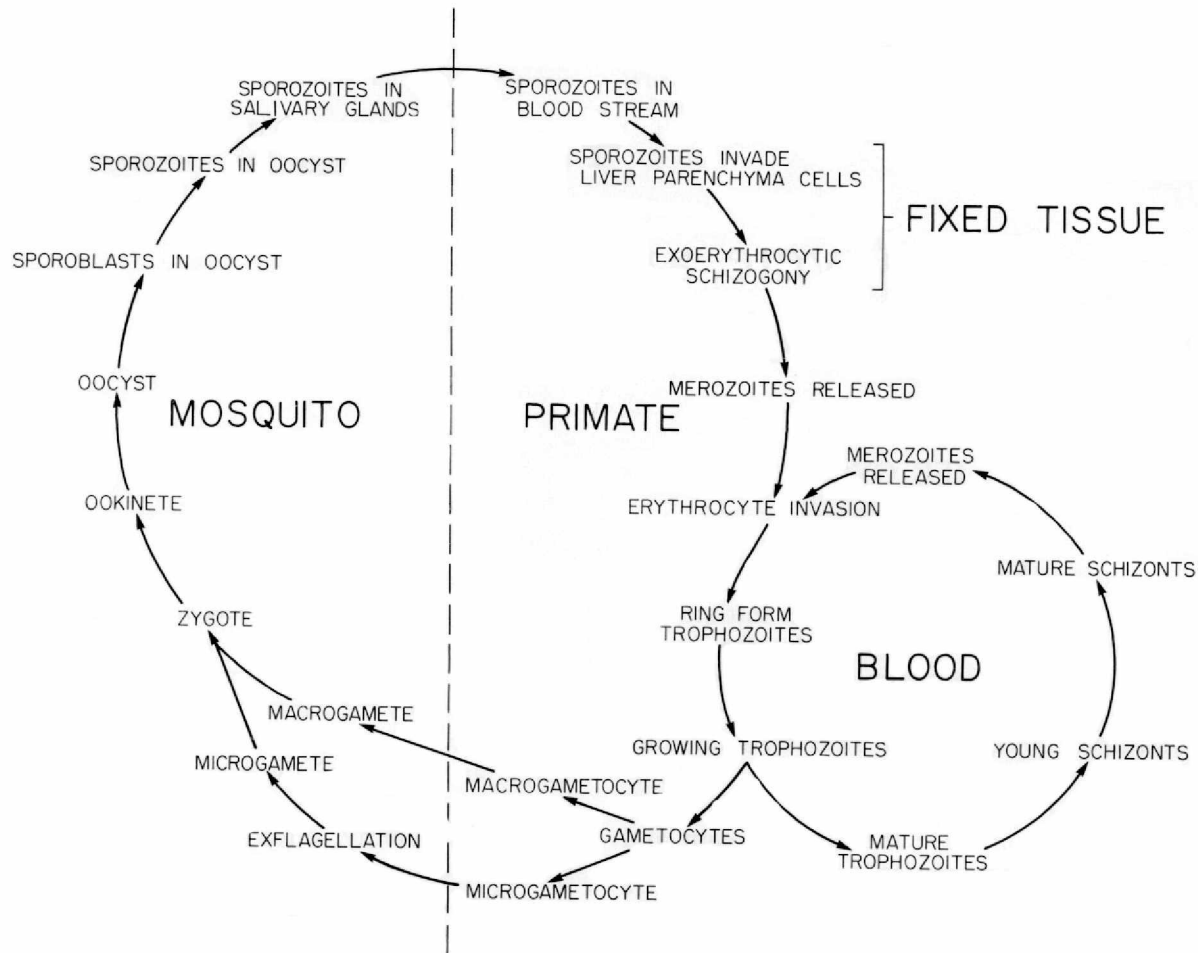 SPOROZOITES IN
SALIVARY GLANDS
SPOROZOITES IN
BLOOD STREAM
SPOROZOITES IN OOCYST
SPOROZOITES INVADE
LIVER PARENCHYMA CELLS
FIXED TISSUE
SPOROBLASTS IN OOCYST
EXOERYTHROCYTIC
SCHIZOGONY
OOCYST
MEROZOITES RELEASED
MOSQUITO
PRIMATE
MEROZOITES
RELEASED
OOKINETE
ERYTHROCYTE INVASION
MATURE SCHIZONTS
ZYGOTE
RING FORM
TROPHOZOITES
BLOOD
MACROGAMETE
GROWING TROPHOZOITES
YOUNG SCHIZONTS
MICROGAMETE
MACROGAMETOCYTE
GAMETOCYTES
EXFLAGELLATION
MATURE
TROPHOZOITES
MICROGAMETOCYTE